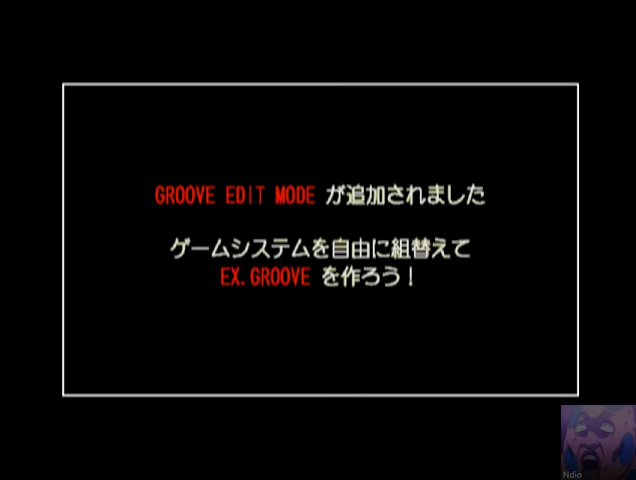 GROOVE EDIT MODE が追加されました
ゲームシステムを自由に組替えて
EX.GROOVE を作ろう!
Ndio